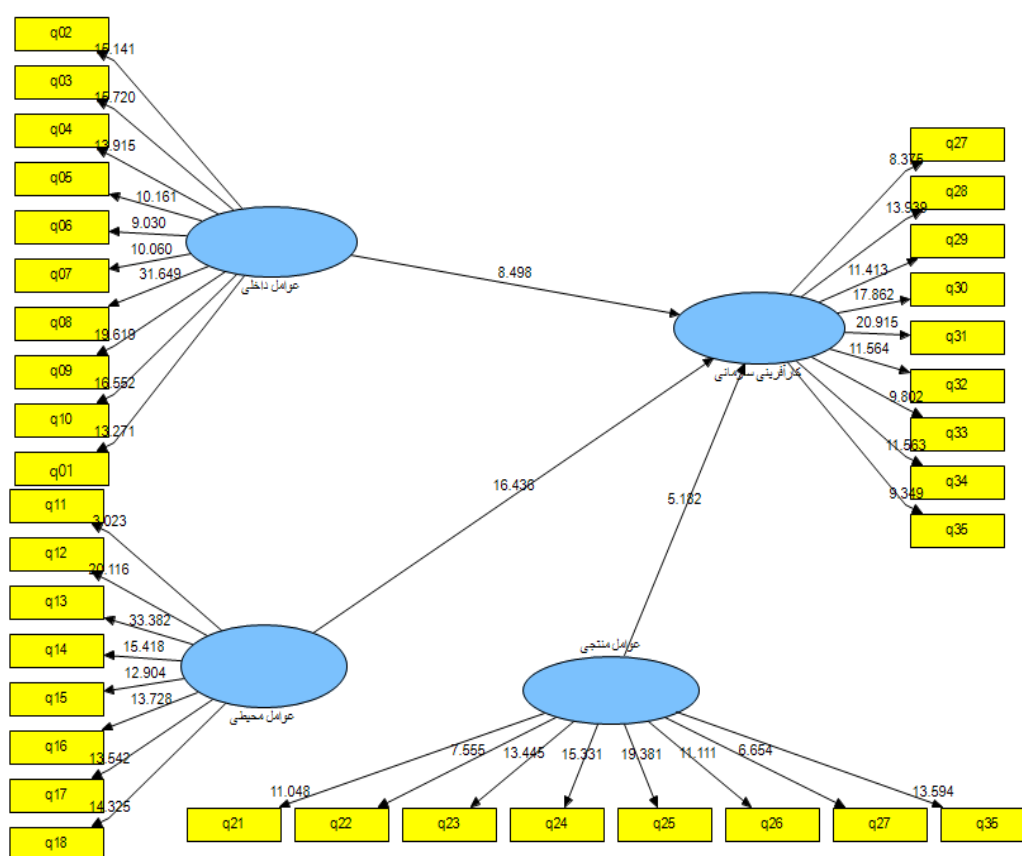 q02
15.141
q03
15.720
q04
13.915
q05
10.161
q06
9.030
q07
10.060
31.649
q08
19.619
q09
16.552
q10
13.271
q01
عوامل داخلی
8.498
q27
8.375
q28
13.939
q29
11.413
q30
17.862
q31
20.915
q32
11.564
q33
9.802
q34
11.563
q35
9.349
کارآفرینی سازمانی
16.436
5.182
q11
3.023
q12
20.116
q13
33.382
q14
15.418
q15
12.904
q16
13.728
q17
13.542
q18
14.325
عوامل محیطی
عوامل منتجی
11.048
7.555
13.445
15.331
19.381
11.111
6.654
13.594
q21
q22
q23
q24
q25
q26
q27
q36